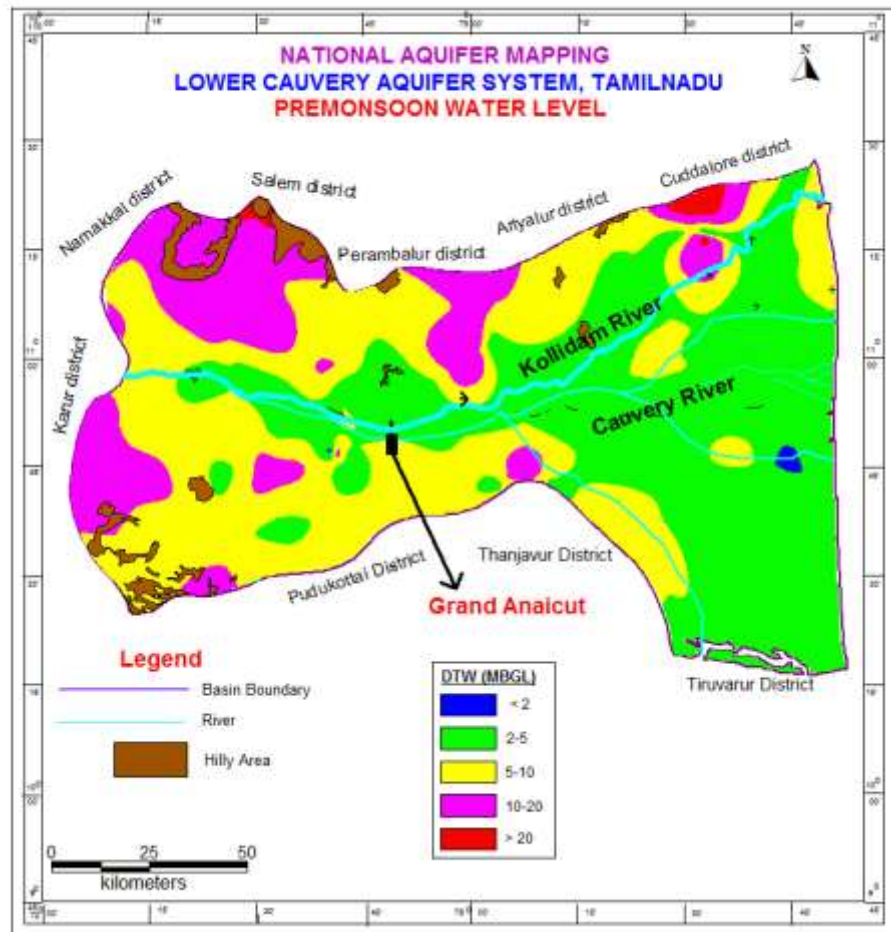 NATIONAL AQUIFER MAPPING
LOWER CAUVERY AQUIFER SYSTEM, TAMILNADU
PREMONSOON WATER LEVEL
N
Cuddalore district
Salem district
Namakkal district
Ariyalur district
Perambalur district
Kollidam River
Karur district
Cauvery River
Thanjavur District
Pudukottai District
Grand Anaicut
Legend
Basin Boundary
River
Hilly Area
DTW (MBGL)
< 2
2-5
5-10
10-20
> 20
Tiruvarur District
0 25 50
kilometers